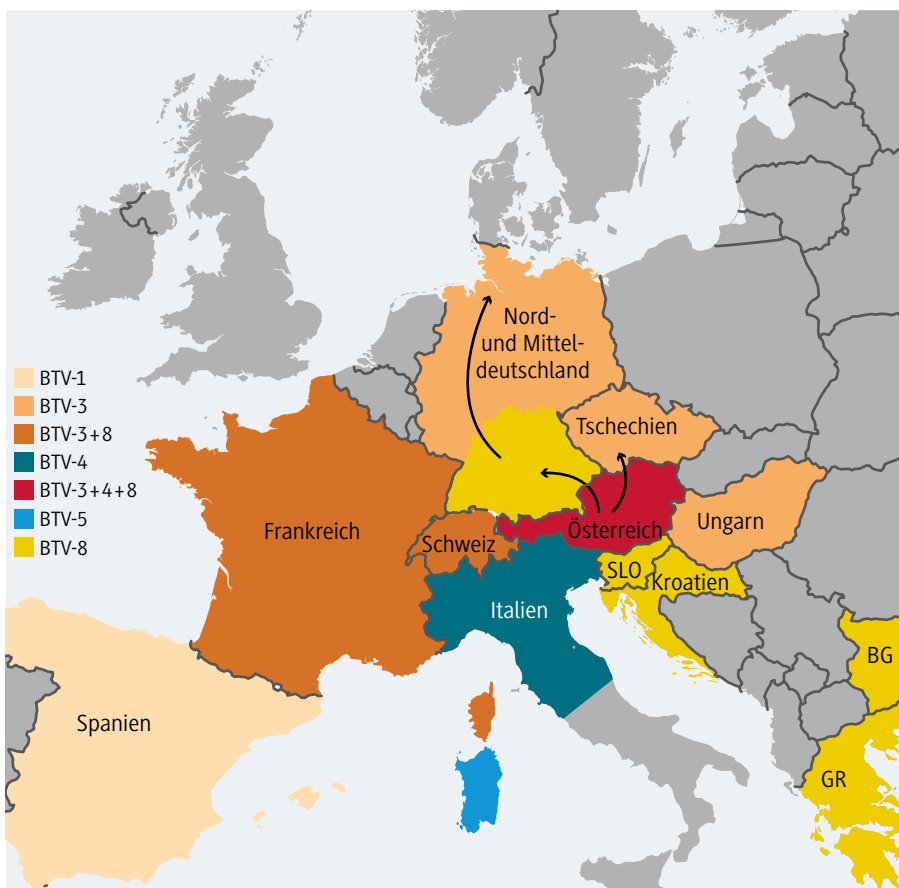 Nord-
und Mittel-
deutschland
BTV-1
BTV-3
BTV-3+8
BTV-4
BTV-3+4+8
BTV-5
BTV-8
Tschechien
Frankreich
Schweiz
Österreich
Ungarn
SLO
Kroatien
Italien
BG
Spanien
GR